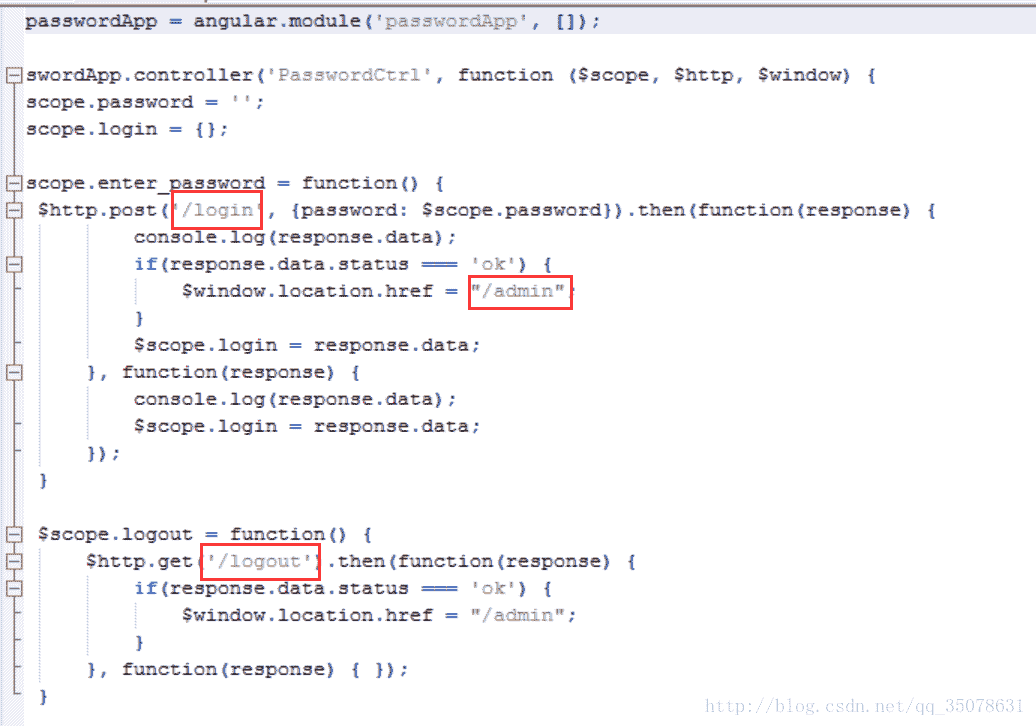 passwordApp = angular.module('passwordApp', []);
swordApp.controller('PasswordCtrl', function ($scope, $http, $window) {
scope.password = '';
scope.login = {};
scope.enter_password = function() {
$http.post('/login', {password: $scope.password}).then(function(response) {
console.log(response.data);
if(response.data.status === 'ok') {
$window.location.href = "/admin";
}
$scope.login = response.data;
}, function(response) {
console.log(response.data);
$scope.login = response.data;
});
}
$scope.logout = function() {
$http.get('/logout').then(function(response) {
if(response.data.status === 'ok') {
$window.location.href = "/admin";
}
}, function(response) { });
}
http://blog.csdn.net/qq_35078631